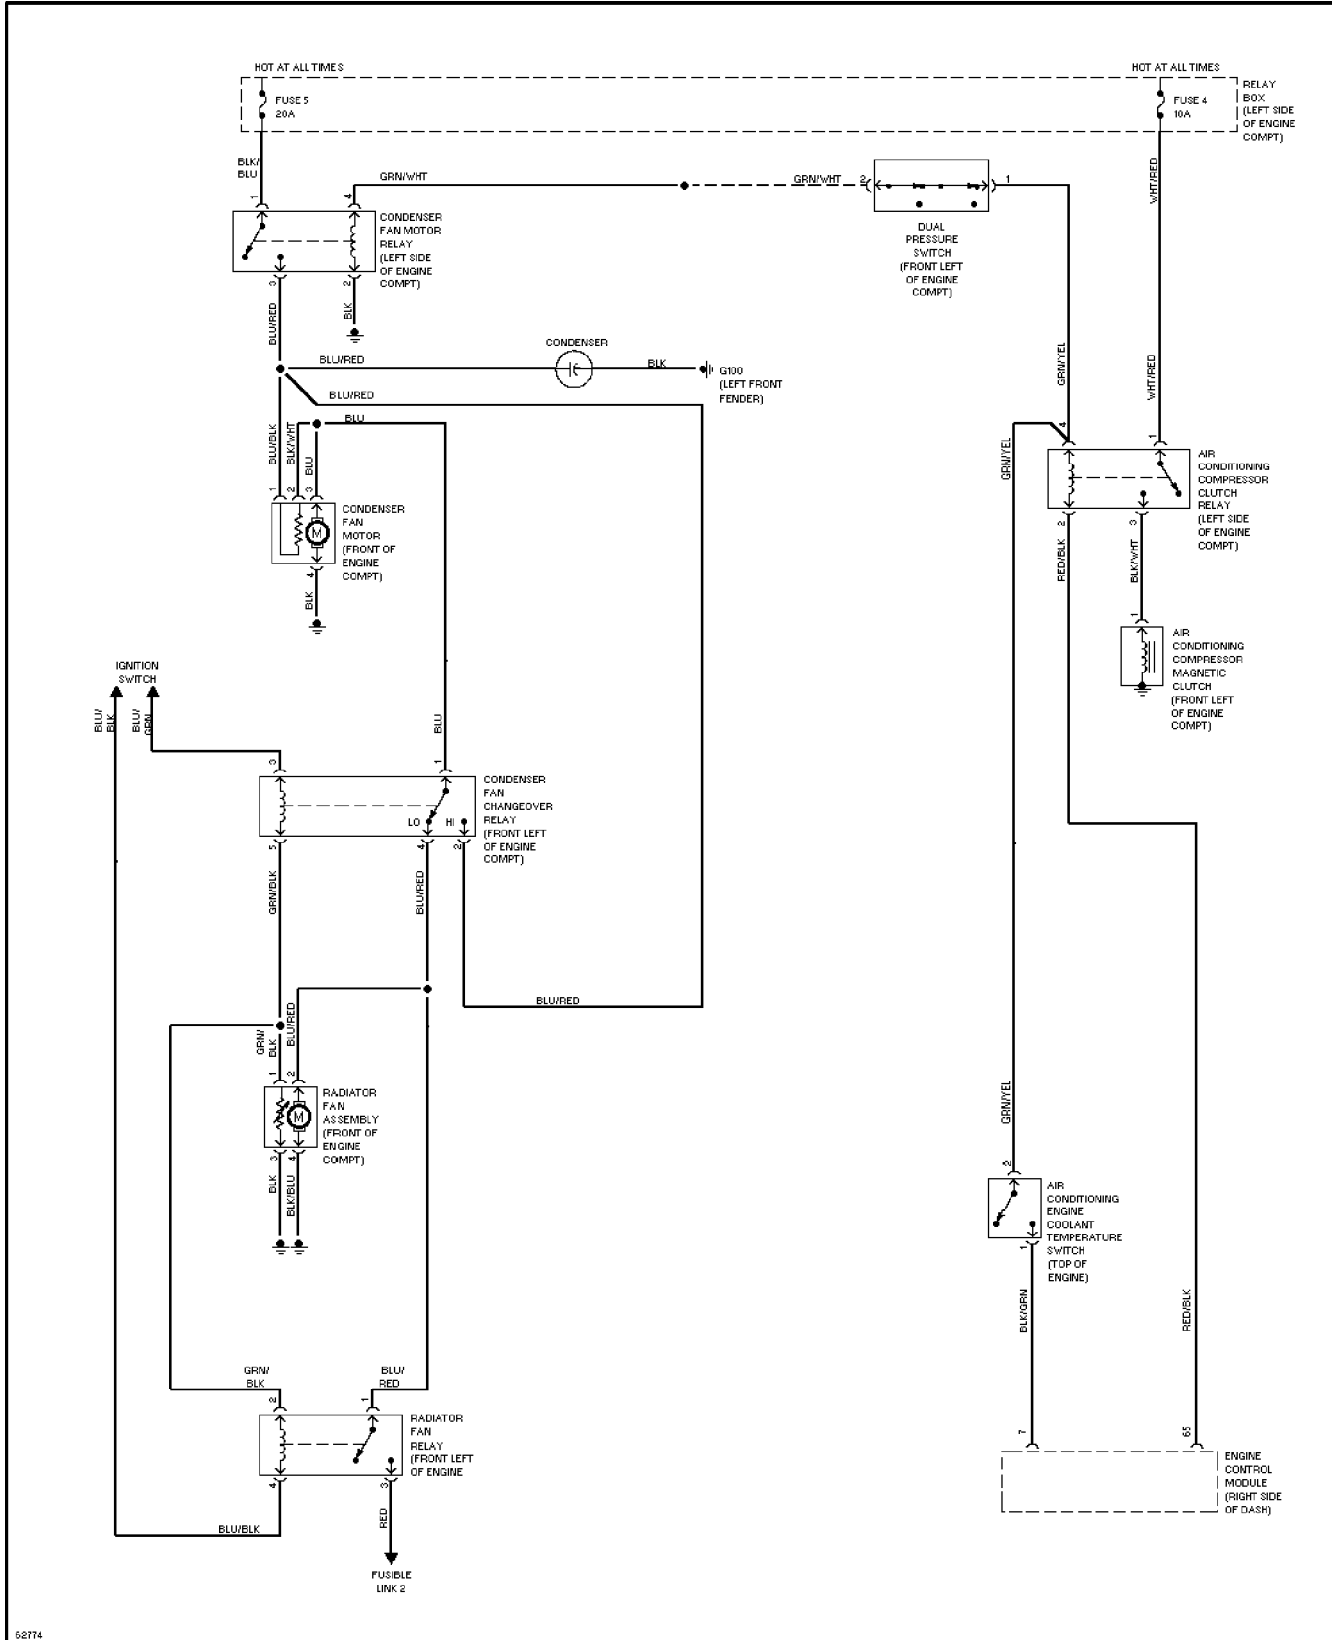 HOT AT ALL TIMES
HOT AT ALL TIMES
FUSE 5
20A
FUSE 4
10A
RELAY
BOX
(LEFT SIDE
OF ENGINE
COMPT)
BLK/
BLU
GRN/WHT
GRN/WHT
2
1
WHT/RED
1
4
CONDENSER
FAN MOTOR
RELAY
(LEFT SIDE
OF ENGINE
COMPT)
DUAL
PRESSURE
SWITCH
(FRONT LEFT
OF ENGINE
COMPT)
3
2
BLU/RED
BLK
BLU/RED
CONDENSER
BLK
G100
(LEFT FRONT
FENDER)
GRN/YEL
WHT/RED
BLU/RED
BLU
BLU/BLK
BLK/WHT
BLU
1
2
3
CONDENSER
FAN
MOTOR
(FRONT OF
ENGINE
COMPT)
M
4
BLK
GRN/YEL
4
1
AIR
CONDITIONING
COMPRESSOR
CLUTCH
RELAY
(LEFT SIDE
OF ENGINE
COMPT)
2
3
RED/BLK
BLK/WHT
1
AIR
CONDITIONING
COMPRESSOR
MAGNETIC
CLUTCH
(FRONT LEFT
OF ENGINE
COMPT)
IGNITION
SWITCH
BLU/
BLK
BLU/
GRN
BLU
3
1
CONDENSER
FAN
CHANGEOVER
RELAY
(FRONT LEFT
OF ENGINE
COMPT)
LO
HI
5
4
2
GRN/BLK
BLU/RED
BLU/RED
GRN/
BLK
BLU/RED
1
2
RADIATOR
FAN
ASSEMBLY
(FRONT OF
ENGINE
COMPT)
M
3
4
BLK
BLK/BLU
GRN/YEL
2
AIR
CONDITIONING
ENGINE
COOLANT
TEMPERATURE
SWITCH
(TOP OF
ENGINE)
1
BLK/GRN
RED/BLK
GRN/
BLK
BLU/
RED
2
1
RADIATOR
FAN
RELAY
(FRONT LEFT
OF ENGINE
4
3
BLU/BLK
RED
FUSIBLE
LINK 2
7
65
ENGINE
CONTROL
MODULE
(RIGHT SIDE
OF DASH)
62774